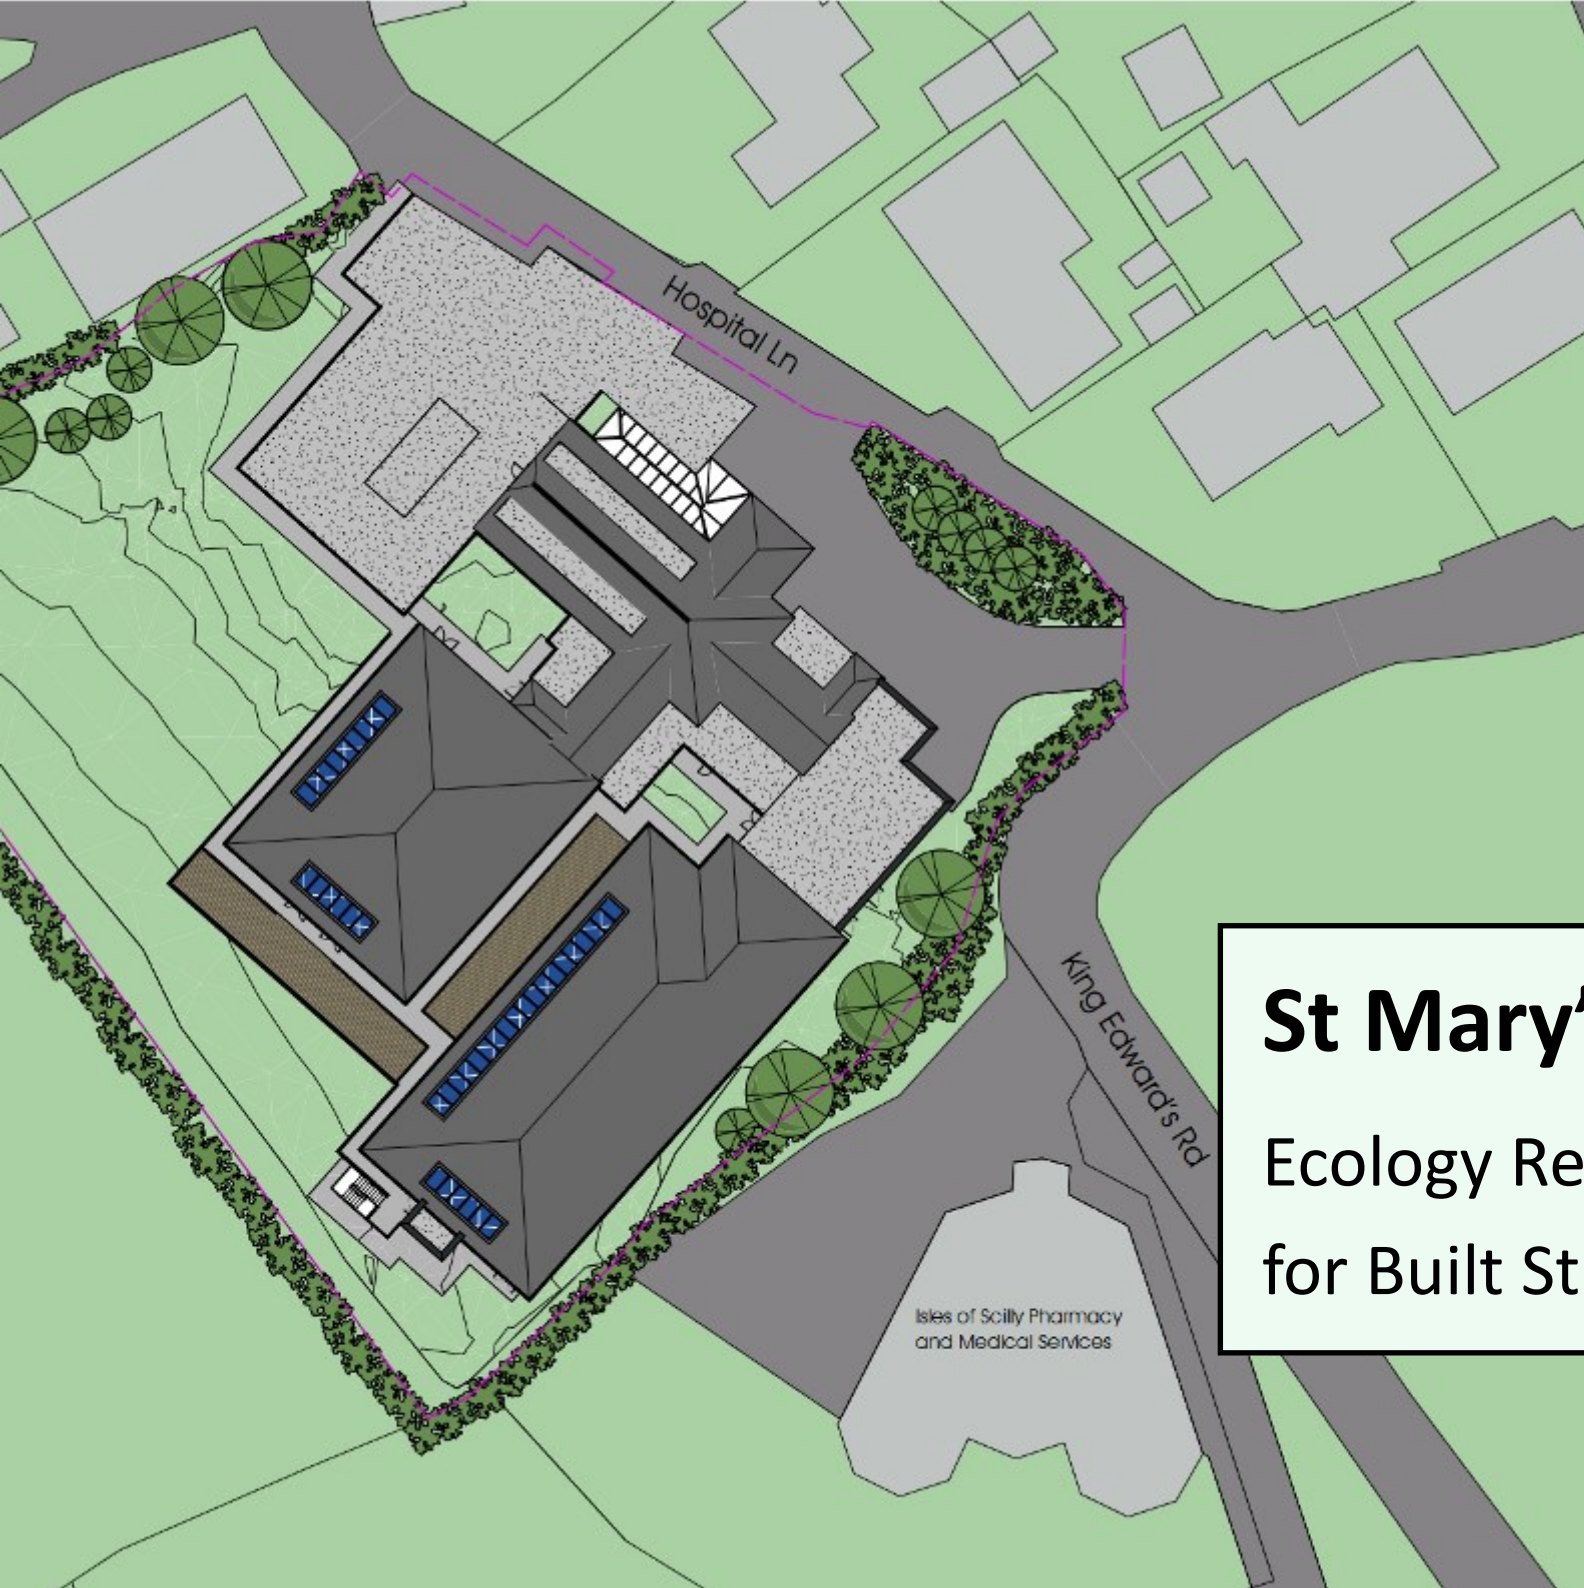 Hospital Ln
King Edward's Rd
St Mary‘
Ecology Re
for Built St
Isles of Scilly Pharmacy
and Medical Services